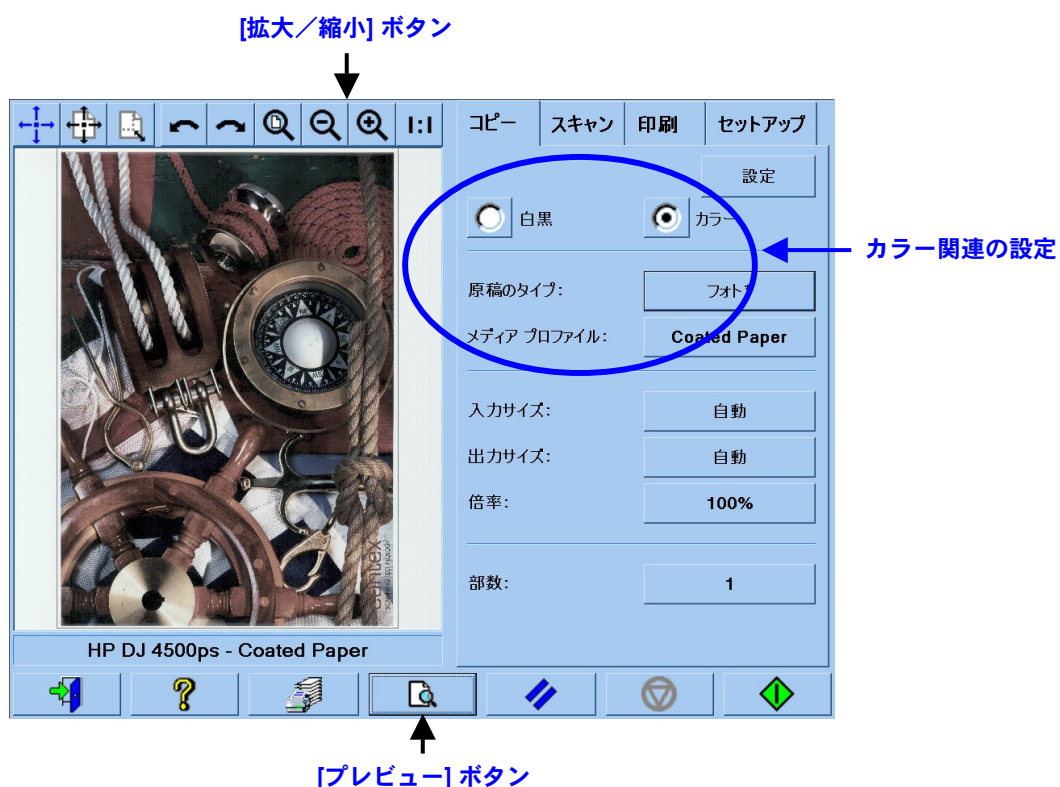 [拡大／縮小] ボタン
1:1
コピー
スキャン
印刷
セットアップ
設定
白黒
カラー
カラー関連の設定
原稿のタイプ:
メディア プロファイル:
Coated Paper
入力サイズ:
自動
出力サイズ:
自動
倍率:
100%
部数:
1
contex
HP DJ 4500ps - Coated Paper
[プレビュー] ボタン